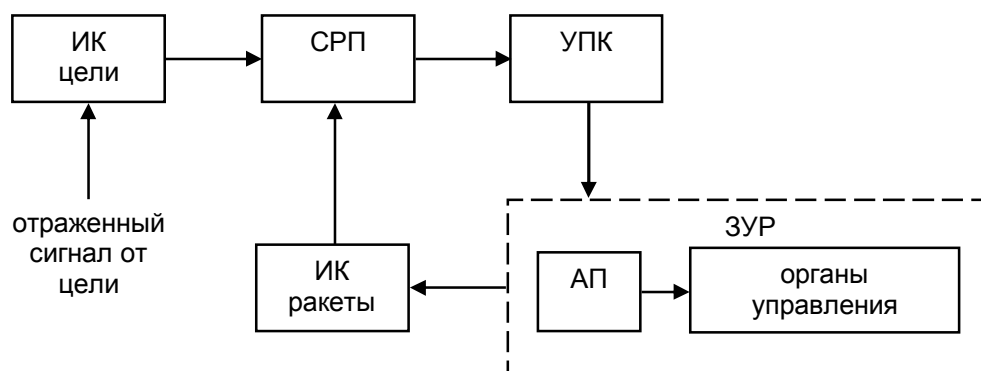 ИК
цели
СРП
УПК
отраженный
сигнал от
цели
ИК
ракеты
ЗУР
АП
органы
управления